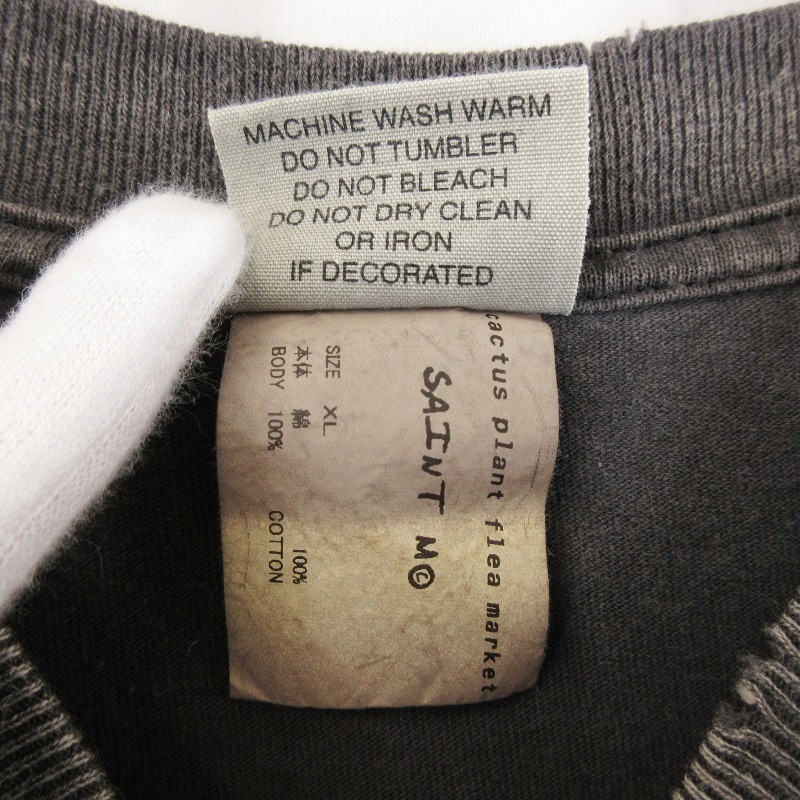 MACHINE WASH WARM
DO NOT TUMBLER
DO NOT BLEACH
DO NOT DRY CLEAN
OR IRON
IF DECORATED
cactus plant flea market
SAINT M©
SIZE XL
本体 綿 100%
BODY 100% COTTON